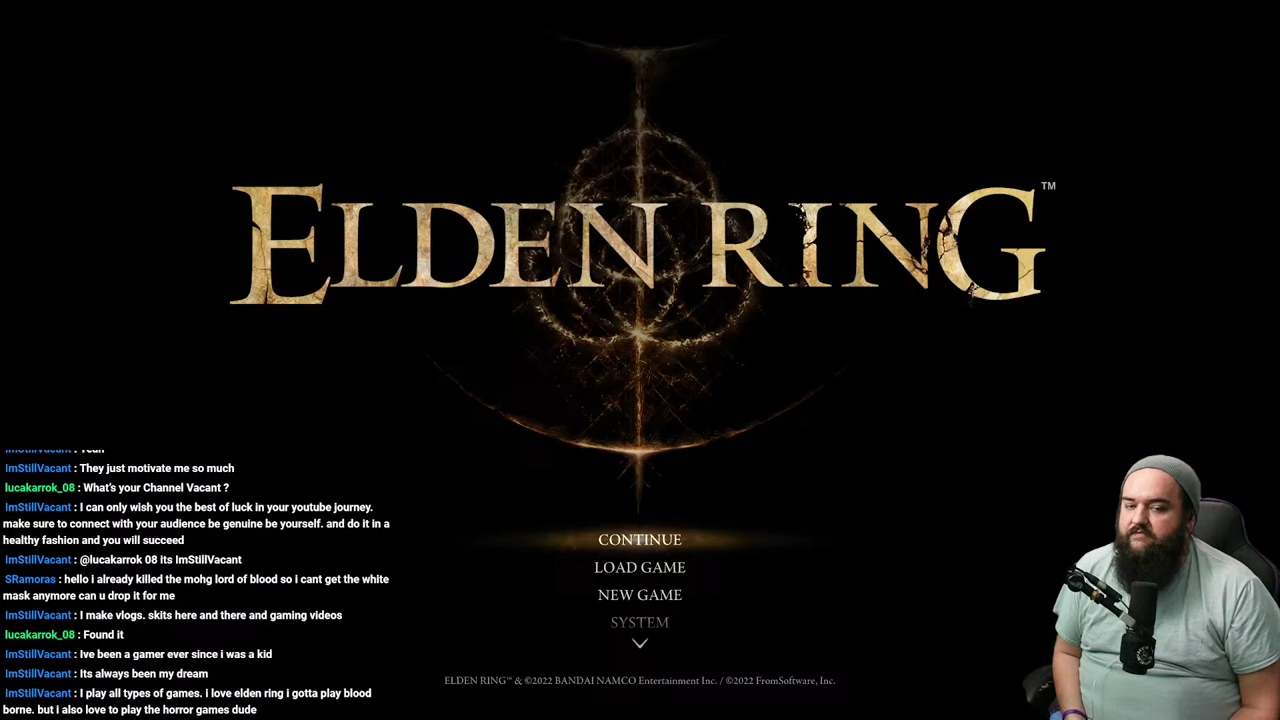 ELDEN RING™
ImStillVacant : Yeah
ImStillVacant : They just motivate me so much
lucakarrok_08 : What's your Channel Vacant ?
ImStillVacant : I can only wish you the best of luck in your youtube journey.
make sure to connect with your audience be genuine be yourself. and do it in a
healthy fashion and you will succeed
ImStillVacant : @lucakarrok 08 its ImStillVacant
SRamoras : hello i already killed the mohg lord of blood so i cant get the white
mask anymore can u drop it for me
ImStillVacant : I make vlogs. skits here and there and gaming videos
lucakarrok_08 : Found it
ImStillVacant : Ive been a gamer ever since i was a kid
ImStillVacant : Its always been my dream
ImStillVacant : I play all types of games. i love elden ring i gotta play blood
borne. but i also love to play the horror games dude
CONTINUE
LOAD GAME
NEW GAME
SYSTEM
ELDEN RING™ & ©2022 BANDAI NAMCO Entertainment Inc. / ©2022 FromSoftware, Inc.